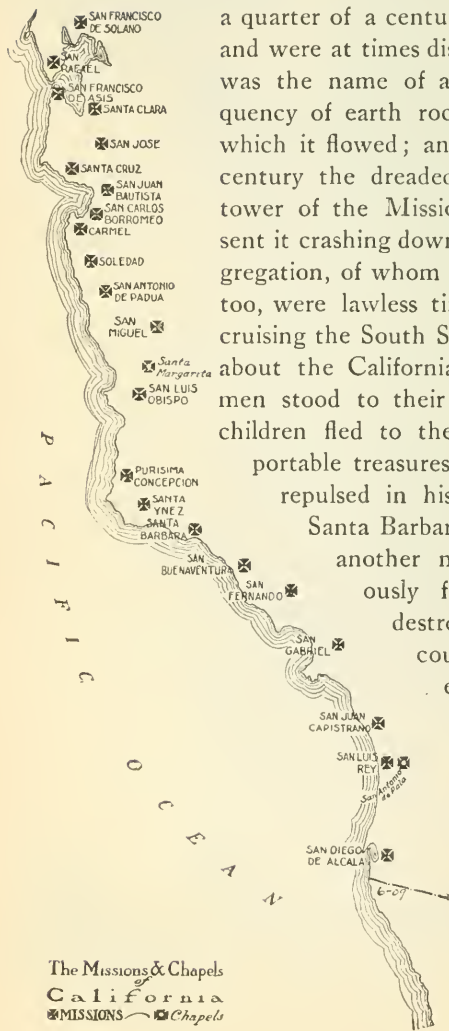 SAN FRANCISCO
DE SOLANO
SAN
RAFAEL
SAN FRANCISCO
DE ASIS
SANTA CLARA
SAN JOSE
SANTA CRUZ
SAN JUAN
BAUTISTA
SAN CARLOS
BORROMEO
CARMEL
SOLEDAD
SAN ANTONIO
DE PADUA
SAN
MIGUEL
Santa
Margareta
SAN LUIS
OBISPO
PURISIMA
CONCEPCION
SANTA
YNEZ
SANTA
BARBARA
SAN
BUENAVENTURA
SAN
FERNANDO
SAN
GABRIEL
SAN JUAN
CAPISTRANO
SAN LUIS
REY
San Antonio
de Pala
SAN DIEGO
DE ALCALA
6-09
PACIFIC
OCEAN
The Missions & Chapels
of
California
MISSIONS Chapels
a quarter of a centu
and were at times dis
was the name of a
quency of earth roc
which it flowed; an
century the dreaded
tower of the Missio
sent it crashing down
gregation, of whom
too, were lawless ti
cruising the South S
about the California
men stood to their
children fled to the
portable treasures
repulsed in his
Santa Barbar
another n
ously f
destro
cou
e